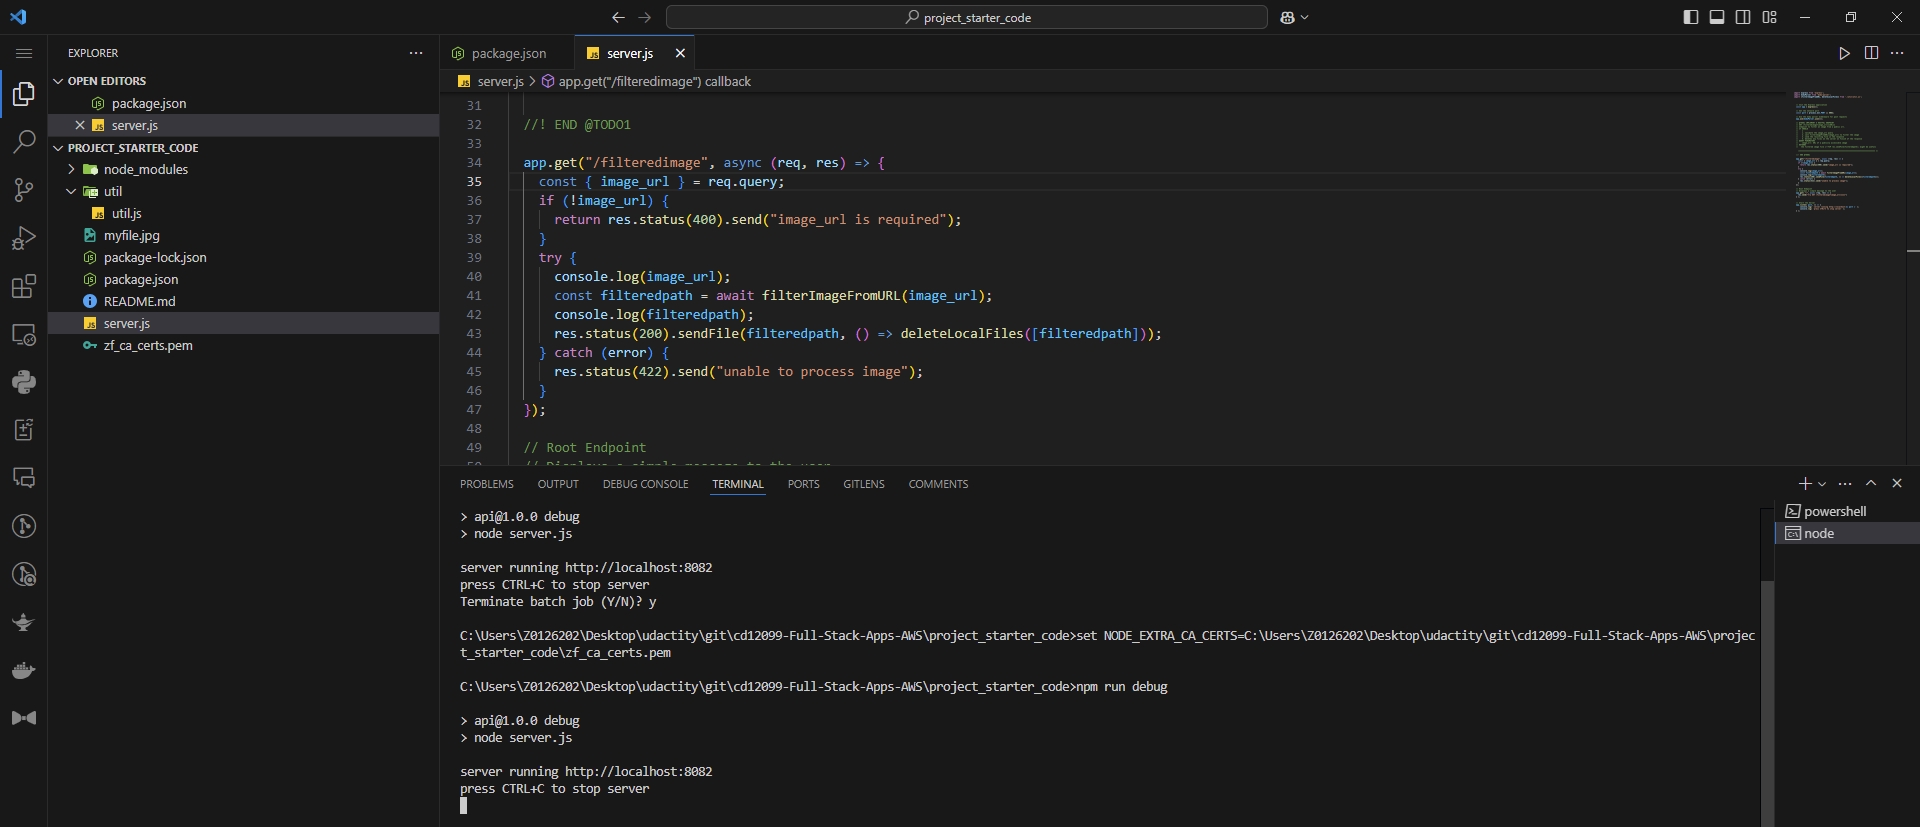 project_starter_code
EXPLORER
OPEN EDITORS
package.json
server.js
PROJECT_STARTER_CODE
node_modules
util
util.js
myfile.jpg
package-lock.json
package.json
README.md
server.js
zf_ca_certs.pem
package.json
server.js
server.js > app.get("/filteredimage") callback
31
32 //! END @TODO1
33
34 app.get("/filteredimage", async (req, res) => {
35 const { image_url } = req.query;
36 if (!image_url) {
37 return res.status(400).send("image_url is required");
38 }
39 try {
40 console.log(image_url);
41 const filteredpath = await filterImageFromURL(image_url);
42 console.log(filteredpath);
43 res.status(200).sendFile(filteredpath, () => deleteLocalFiles([filteredpath]));
44 } catch (error) {
45 res.status(422).send("unable to process image");
46 }
47 });
48
49 // Root Endpoint
PROBLEMS OUTPUT DEBUG CONSOLE TERMINAL PORTS GITLENS COMMENTS
> api@1.0.0 debug
> node server.js
server running http://localhost:8082
press CTRL+C to stop server
Terminate batch job (Y/N)? y
C:\Users\Z0126202\Desktop\udactity\git\cd12099-Full-Stack-Apps-AWS\project_starter_code>set NODE_EXTRA_CA_CERTS=C:\Users\Z0126202\Desktop\udactity\git\cd12099-Full-Stack-Apps-AWS\projec
t_starter_code\zf_ca_certs.pem
C:\Users\Z0126202\Desktop\udactity\git\cd12099-Full-Stack-Apps-AWS\project_starter_code>npm run debug
> api@1.0.0 debug
> node server.js
server running http://localhost:8082
press CTRL+C to stop server
powershell
node